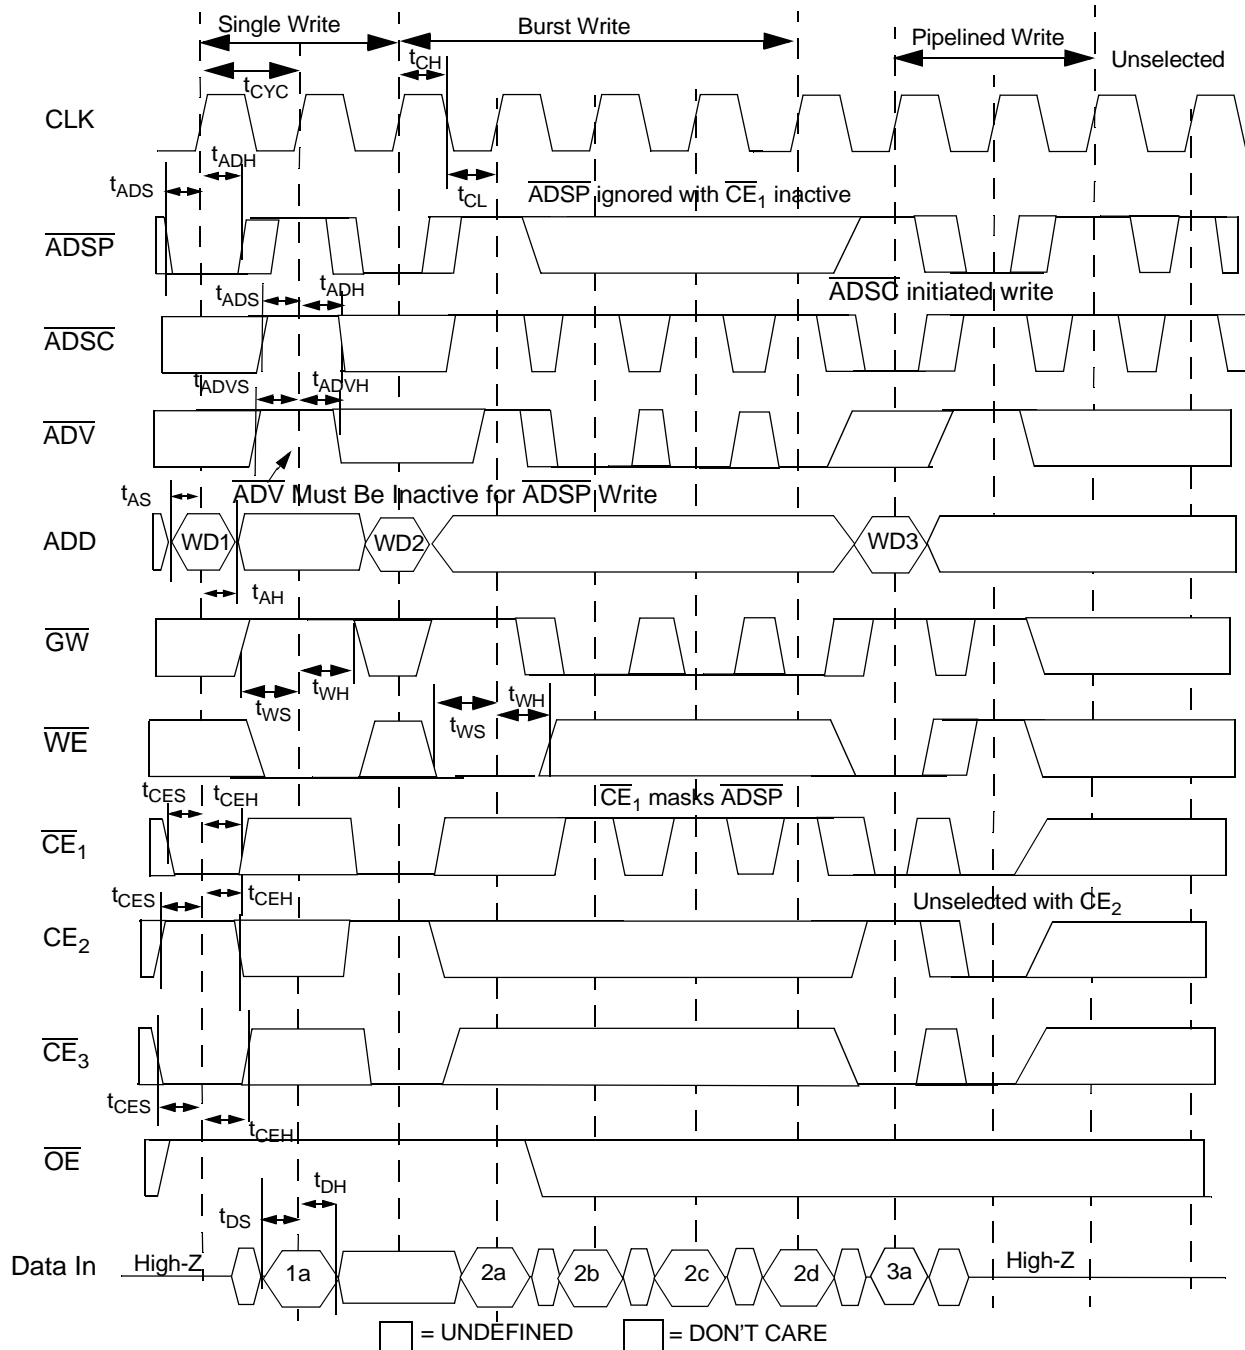 Single Write
Burst Write
Pipelined Write
Unselected
tCH
tCYC
CLK
tADH
tADS
tCL
ADSP ignored with CE1 inactive
ADSP
tADS
tADH
ADSC initiated write
ADSC
tADVS
tADVH
ADV
ADV Must Be Inactive for ADSP Write
tAS
ADD
WD1
WD2
WD3
tAH
GW
tWS
tWH
tWS
tWH
WE
tCES
tCEH
CE1 masks ADSP
CE1
tCES
tCEH
Unselected with CE2
CE2
CE3
tCES
tCEH
OE
tDH
tDS
Data In
High-Z
1a
2a
2b
2c
2d
3a
High-Z
= UNDEFINED
= DON'T CARE